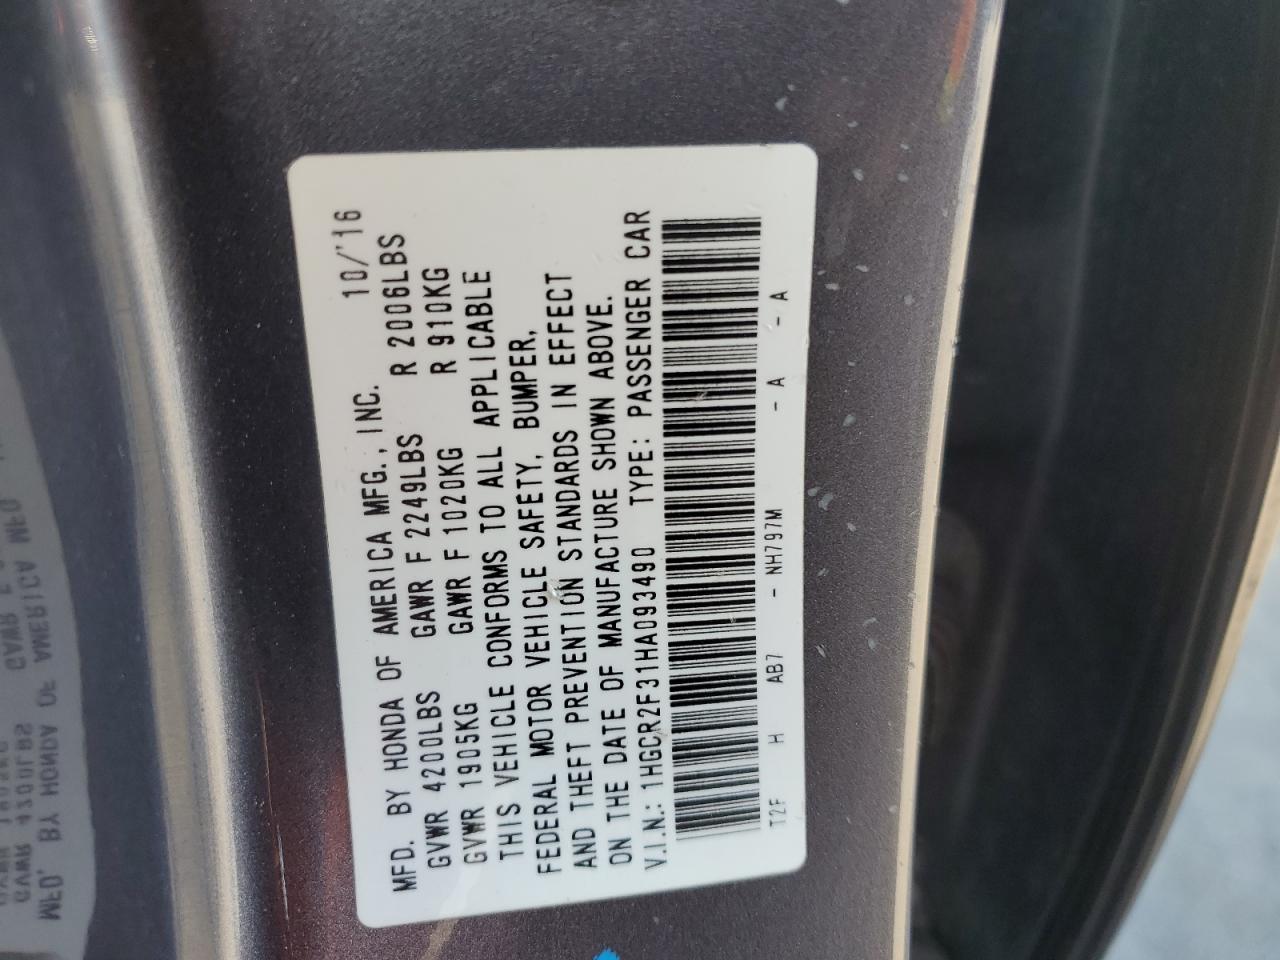 MFD. BY HONDA OF AMERICA MFG., INC. 10/'16
GVWR 4200LBS GAWR F 2249LBS R 2006LBS
GVWR 1905KG GAWR F 1020KG R 910KG
THIS VEHICLE CONFORMS TO ALL APPLICABLE
FEDERAL MOTOR VEHICLE SAFETY, BUMPER,
AND THEFT PREVENTION STANDARDS IN EFFECT
ON THE DATE OF MANUFACTURE SHOWN ABOVE.
V.I.N.: 1HGCR2F31HA093490 TYPE: PASSENGER CAR
T2F H AB7 - NH797M - A - A